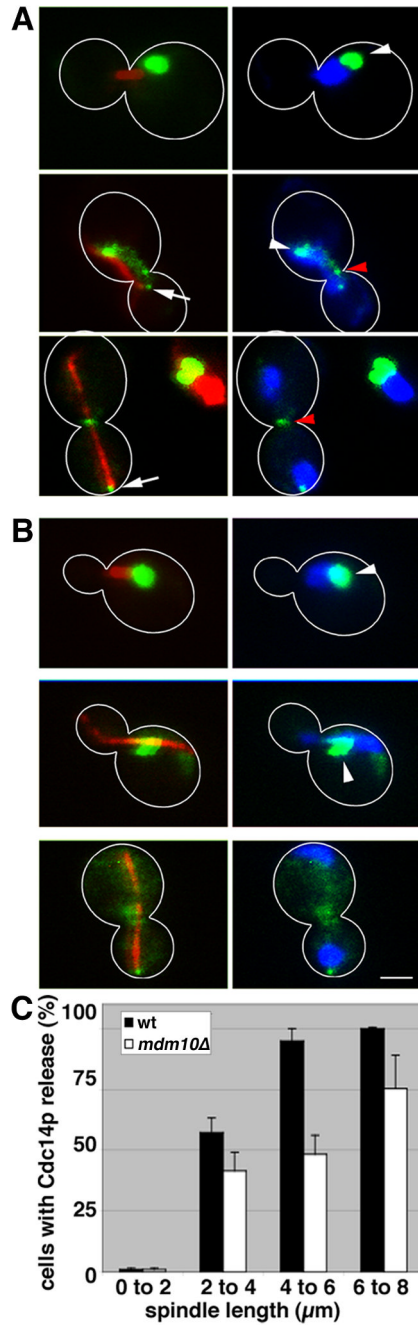 A
B
C
cells with Cdc14p release (%)
100
75
50
25
0
wt
mdm10Δ
0 to 2 2 to 4 4 to 6 6 to 8
spindle length (µm)